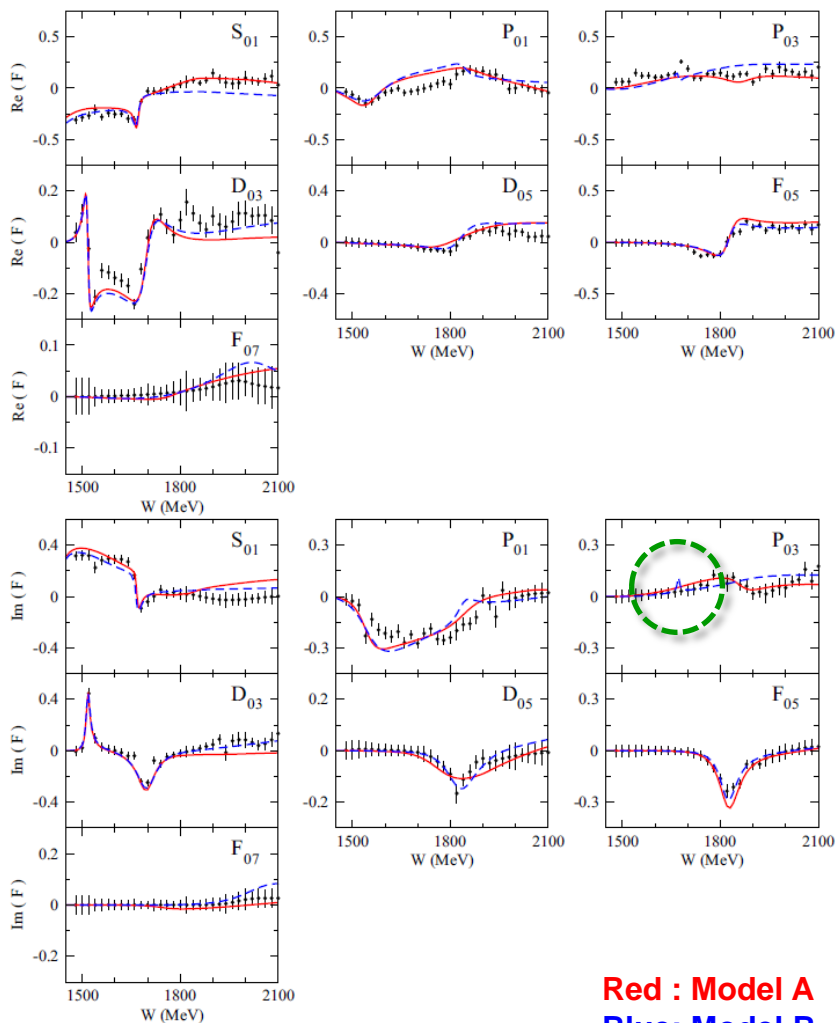 S01 P01 P03
Re ( F ) 0.5 0 -0.5 0.5 0 -0.5 0.5 0 -0.5
D03 D05 F05
Re ( F ) 0.2 0 -0.2 0.4 0 -0.4 0.5 0 -0.5
1500 1800 2100 1500 1800 2100
W (MeV) W (MeV)
F07
Re ( F ) 0.1 0 -0.1
1500 1800 2100
W (MeV)
S01 P01 P03
Im ( F ) 0.4 0 -0.4 0.3 0 -0.3 0.3 0 -0.3
D03 D05 F05
Im ( F ) 0.4 0 -0.4 0.2 0 -0.2 0.3 0 -0.3
1500 1800 2100 1500 1800 2100
W (MeV) W (MeV)
F07
Im ( F ) 0.2 0 -0.2
1500 1800 2100
W (MeV)
Red : Model A
Blue: Model B